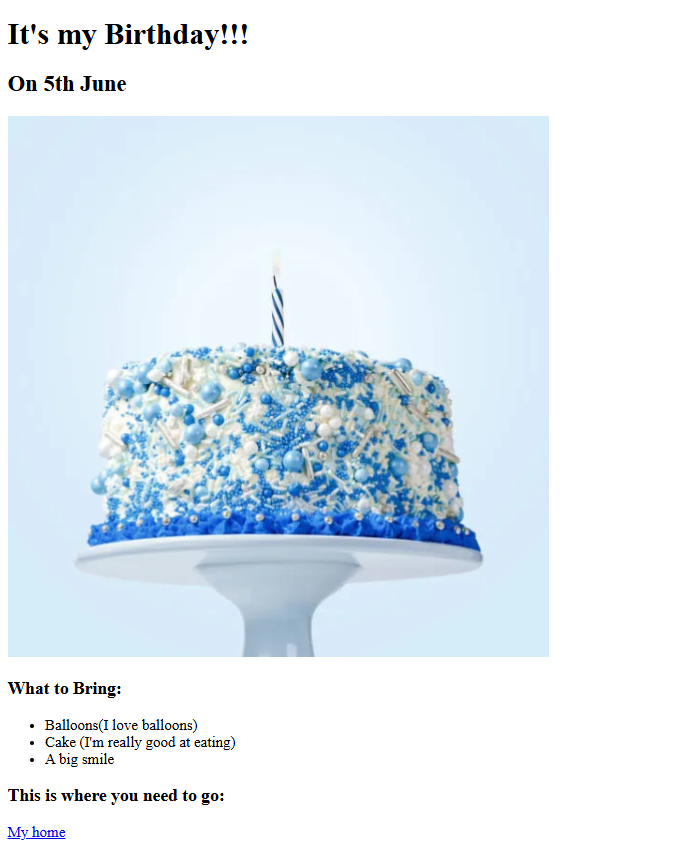 It's my Birthday!!!
On 5th June
What to Bring:
Balloons(I love balloons)
Cake (I'm really good at eating)
A big smile
This is where you need to go:
My home